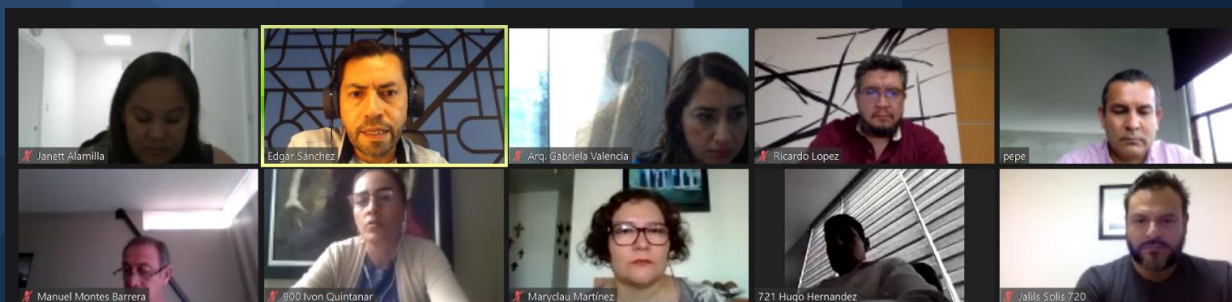 Janett Alamilla
Edgar Sánchez
Arq. Gabriela Valencia
Ricardo Lopez
pepe
Manuel Montes Barrera
900 Ivon Quintanar
Maryclau Martínez
721 Hugo Hernandez
Jalils Solis 720